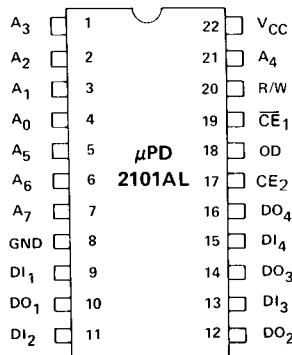 A3 1 22 VCC
A2 2 21 A4
A1 3 20 R/W
A0 4 19 C̅E̅1
A5 5 μPD 18 OD
A6 6 2101AL 17 CE2
A7 7 16 DO4
GND 8 15 DI4
DI1 9 14 DO3
DO1 10 13 DI3
DI2 11 12 DO2